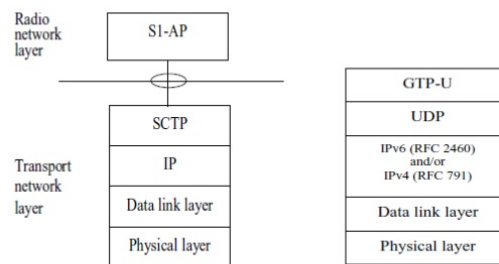 Radio
network
layer
S1-AP
Transport
network
layer
SCTP
IP
Data link layer
Physical layer
GTP-U
UDP
IPv6 (RFC 2460)
and/or
IPv4 (RFC 791)
Data link layer
Physical layer